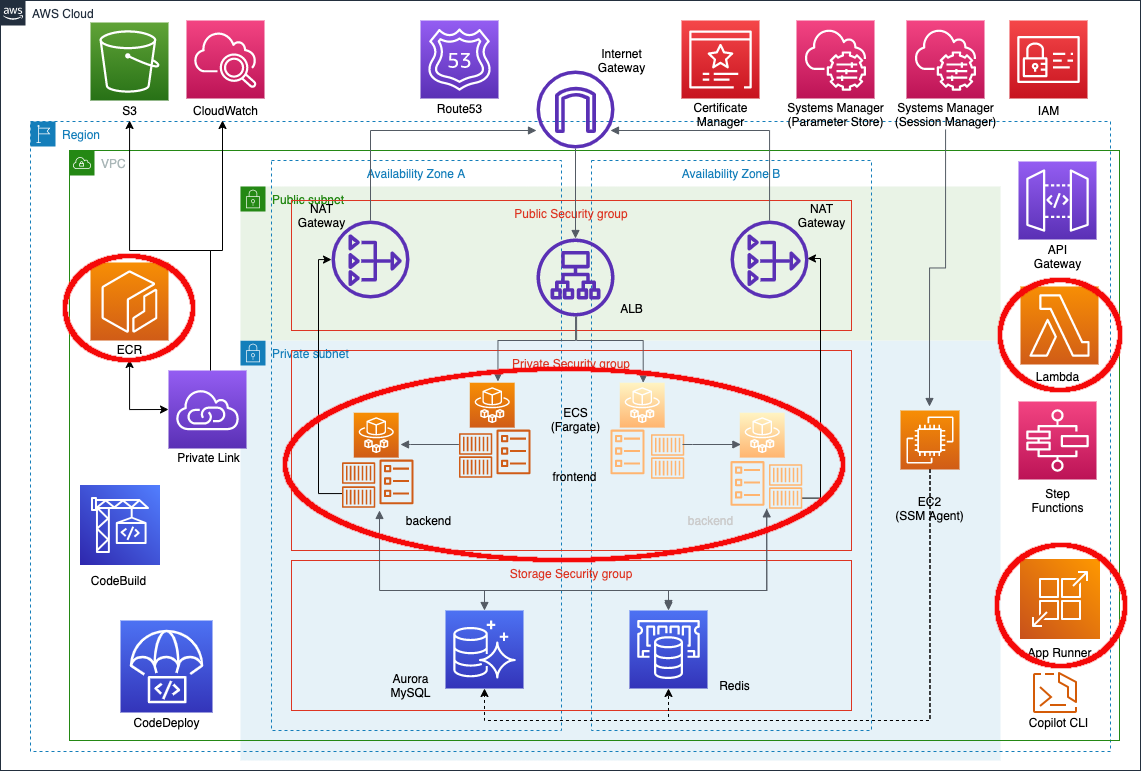 aws
AWS Cloud
S3
CloudWatch
Route53
53
Internet
Gateway
Certificate
Manager
Systems Manager
(Parameter Store)
Systems Manager
(Session Manager)
IAM
Region
VPC
Availability Zone A
Availability Zone B
Public subnet
NAT
Gateway
Public Security group
NAT
Gateway
API
Gateway
ALB
ECR
Private subnet
Private Security group
Lambda
ECS
(Fargate)
Private Link
frontend
backend
backend
EC2
(SSM Agent)
Step
Functions
CodeBuild
Storage Security group
Aurora
MySQL
Redis
App Runner
CodeDeploy
Copilot CLI